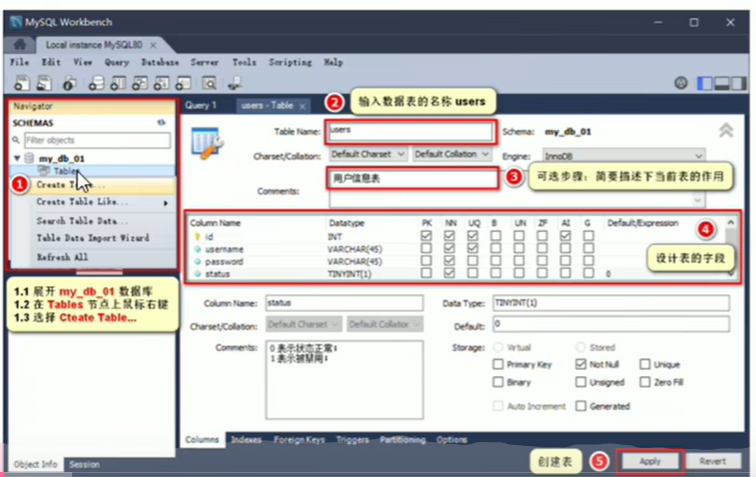 MySQL Workbench
Local instance MySQL80 ×
File Edit View Query Database Server Tools Scripting Help
Navigator
SCHEMAS
Filter objects
my_db_01
Tables
1
Create Ta...
Create Table Like...
Search Table Data...
Table Data Import Wizard
Refresh All
1.1 展开 my_db_01 数据库
1.2 在 Tables 节点上鼠标右键
1.3 选择 Cteate Table...
Object Info Session
Query 1 users - Table ×
2 输入数据表的名称 users
Table Name: users Schema: my_db_01
Charset/Collation: Default Charset Default Collation Engine: InnoDB
Comments: 用户信息表
3 可选步骤：简要描述下当前表的作用
Column Name Datatype PK NN UQ B UN ZF AI G Default/Expression
id INT
username VARCHAR(45)
password VARCHAR(45)
status TINYINT(1) 0
4
设计表的字段
Column Name: status Data Type: TINYINT(1)
Charset/Collation: Default Charset Default Collation Default: 0
Comments: 0 表示状态正常；
1 表示被禁用；
Storage: Virtual Stored
Primary Key Not Null Unique
Binary Unsigned Zero Fill
Auto Increment Generated
Columns Indexes Foreign Keys Triggers Partitioning Options
创建表 5 Apply Revert